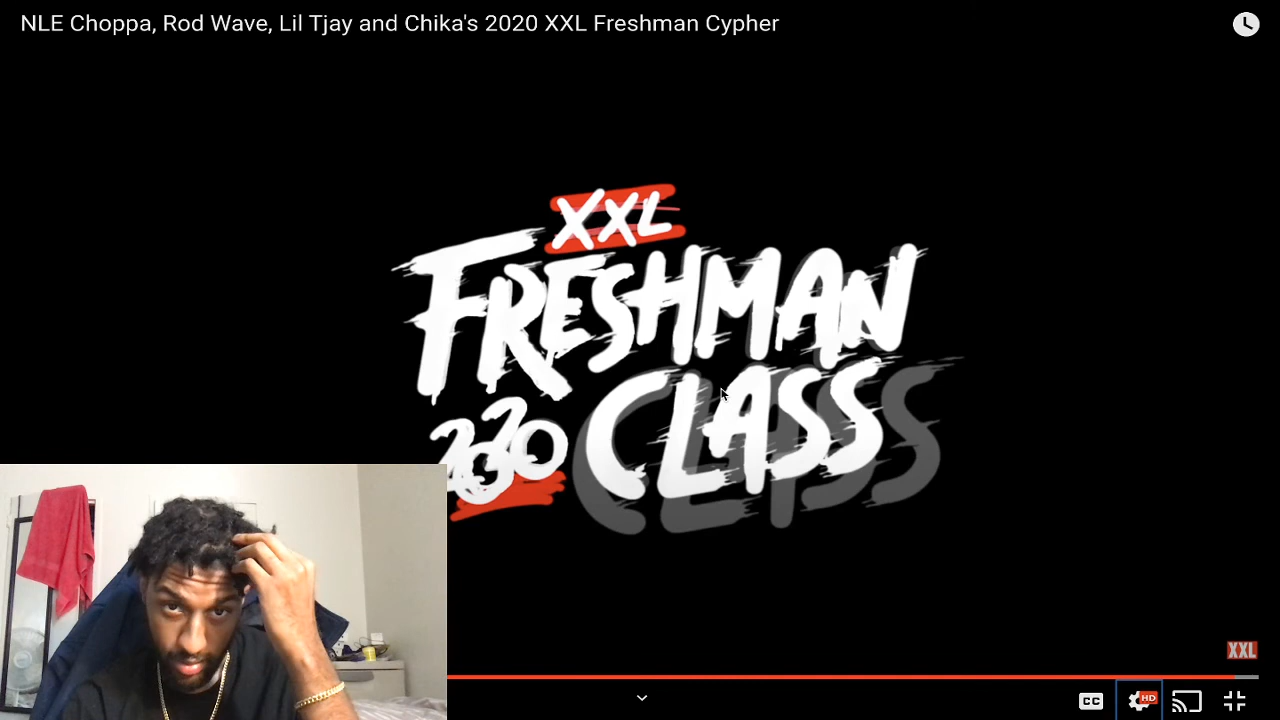 NLE Choppa, Rod Wave, Lil Tjay and Chika's 2020 XXL Freshman Cypher
XXL
FRESHMAN
2020 CLASS
CLASS
XXL
CC
HD